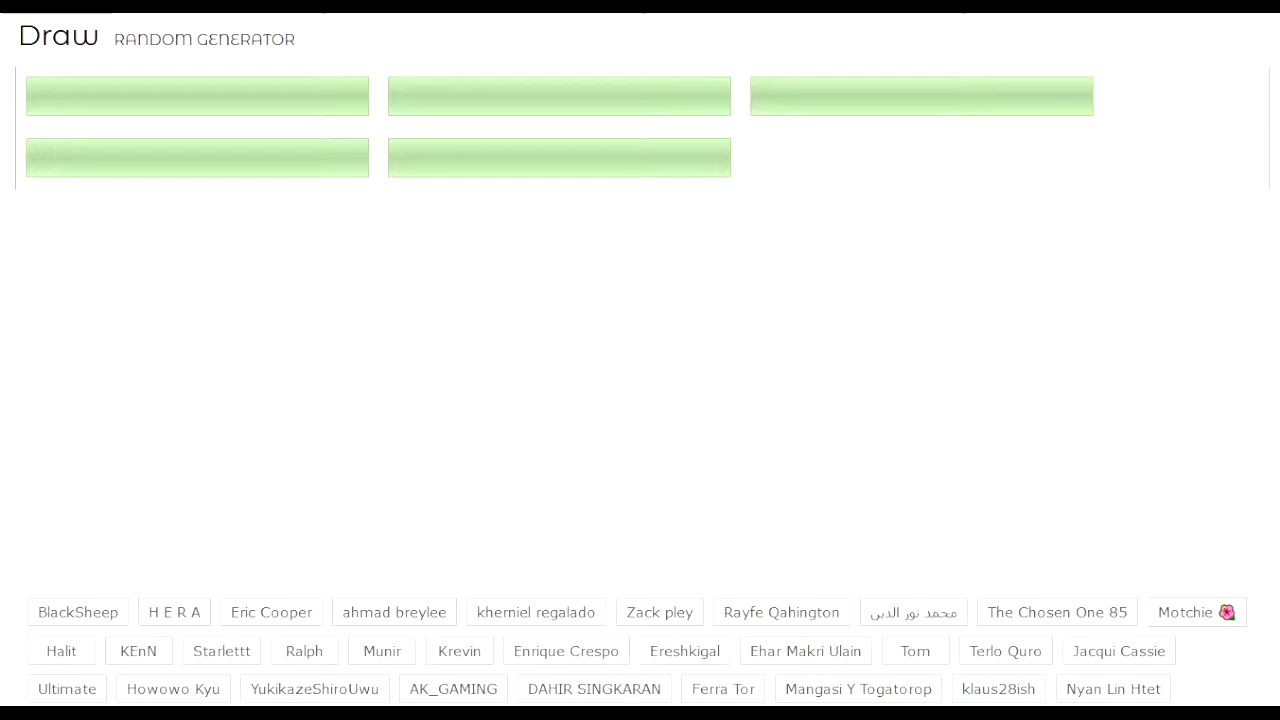 Draw RANDOM GENERATOR
BlackSheep H E R A Eric Cooper ahmad breylee kherniel regalado Zack pley Rayfe Qahington محمد نور الدين The Chosen One 85 Motchie 🌺
Halit KEnN Starlettt Ralph Munir Krevin Enrique Crespo Ereshkigal Ehar Makri Ulain Tom Terlo Quro Jacqui Cassie
Ultimate Howowo Kyu YukikazeShiroUwu AK_GAMING DAHIR SINGKARAN Ferra Tor Mangasi Y Togatorop klaus28ish Nyan Lin Htet